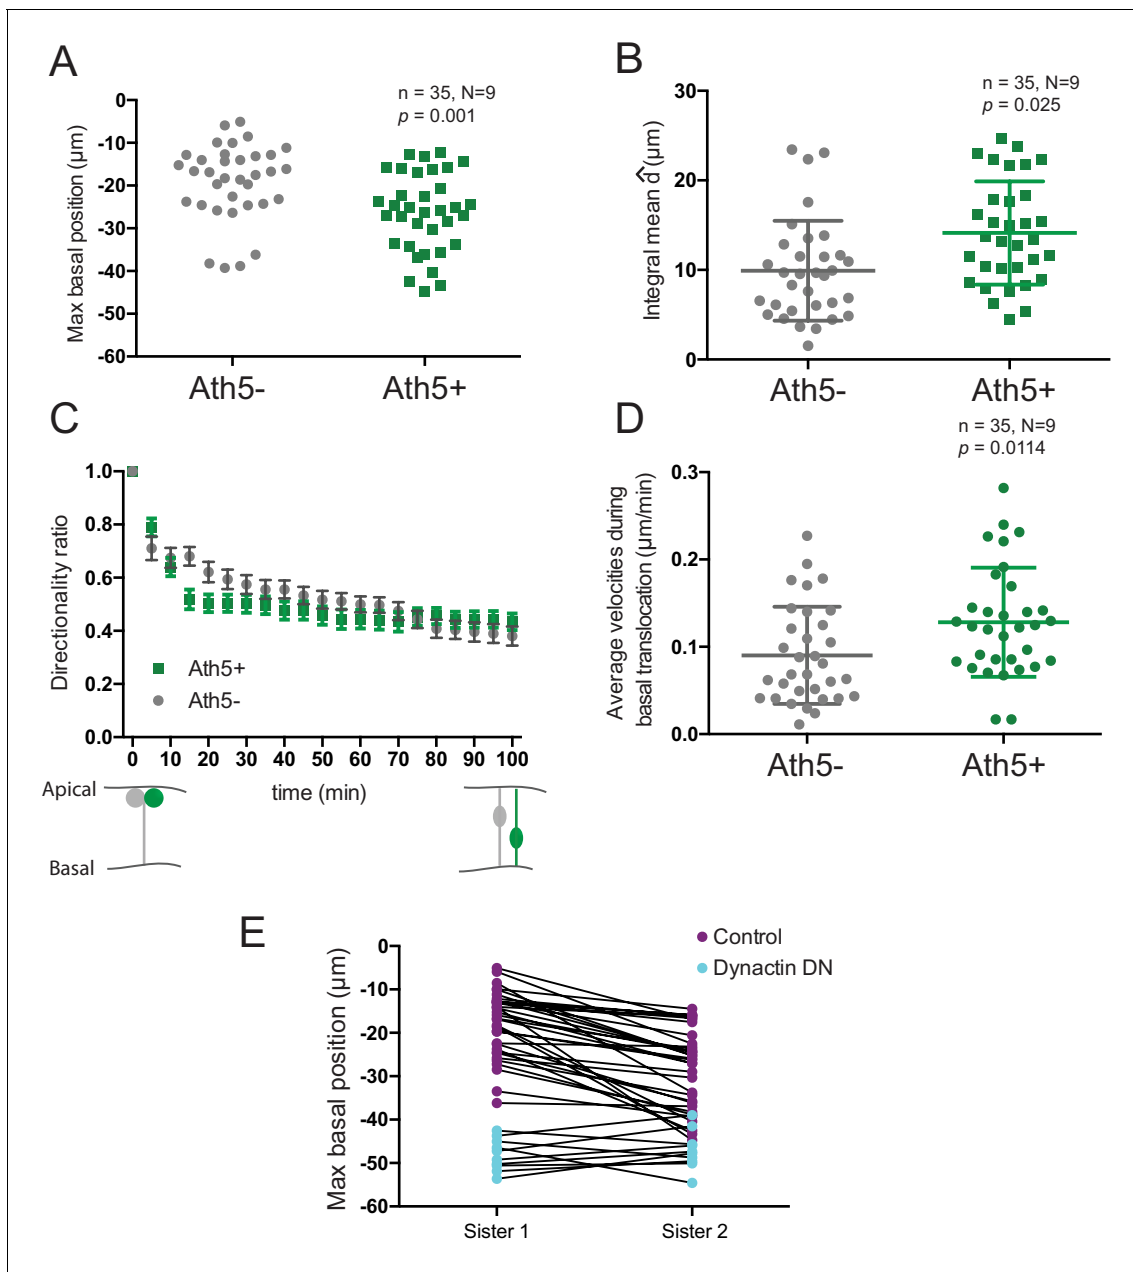 A
n = 35, N=9
p = 0.001
Max basal position (µm)
0
-10
-20
-30
-40
-50
-60
Ath5-
Ath5+
B
n = 35, N=9
p = 0.025
Integral mean d̂ (µm)
30
20
10
0
Ath5-
Ath5+
C
Directionality ratio
1.0
0.8
0.6
0.4
0.2
0.0
Ath5+
Ath5-
0 10 20 30 40 50 60 70 80 90 100
time (min)
Apical
Basal
D
n = 35, N=9
p = 0.0114
Average velocities during
basal translocation (µm/min)
0.3
0.2
0.1
0.0
Ath5-
Ath5+
E
Control
Dynactin DN
Max basal position (µm)
0
-10
-20
-30
-40
-50
-60
Sister 1
Sister 2